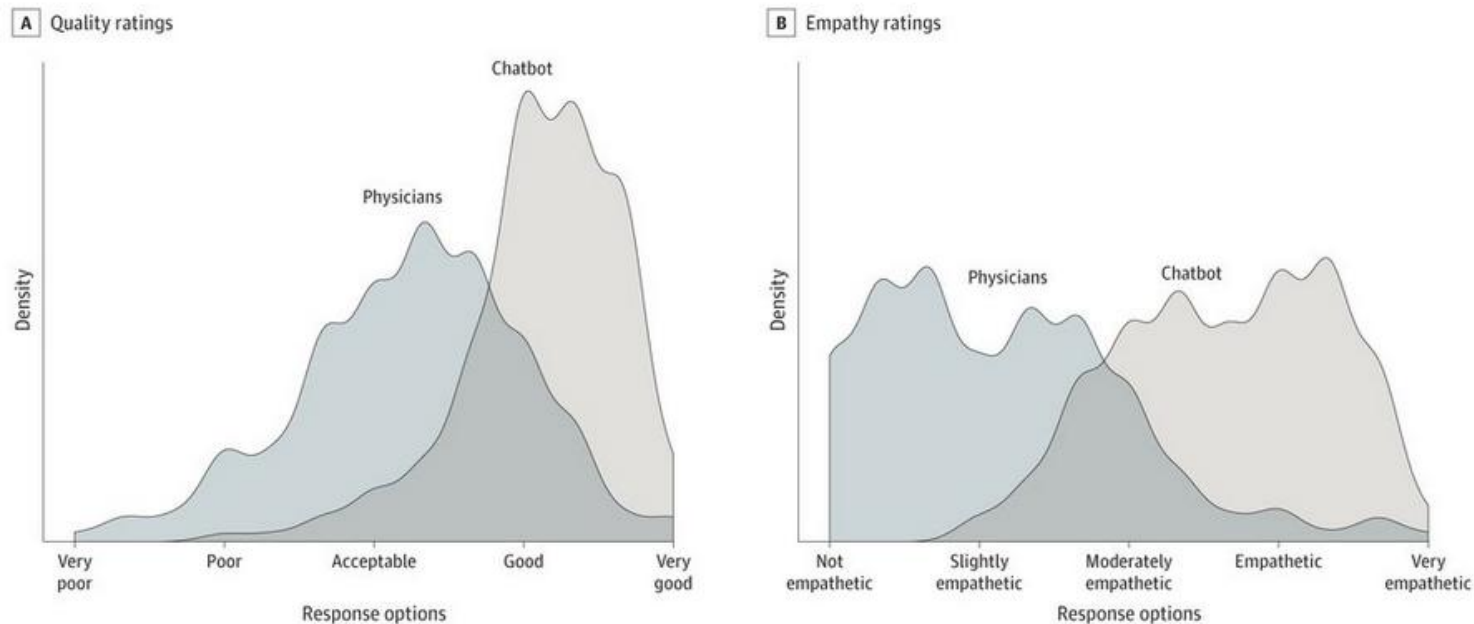 A Quality ratings
Chatbot
Physicians
Density
Very
poor
Poor
Acceptable
Good
Very
good
Response options
B Empathy ratings
Physicians
Chatbot
Density
Not
empathetic
Slightly
empathetic
Moderately
empathetic
Empathetic
Very
empathetic
Response options